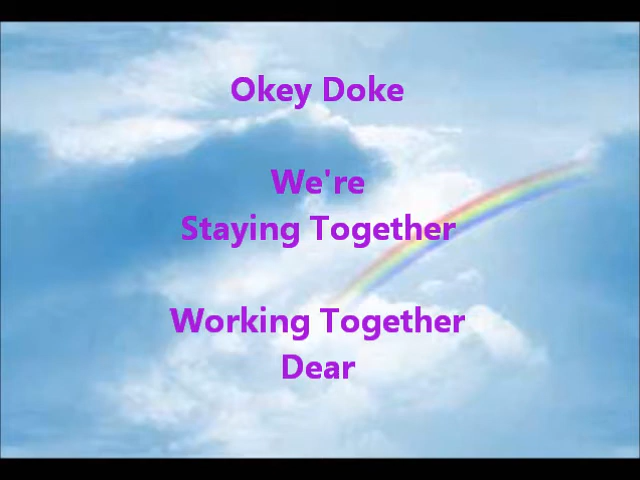 Okey Doke
We're
Staying Together
Working Together
Dear